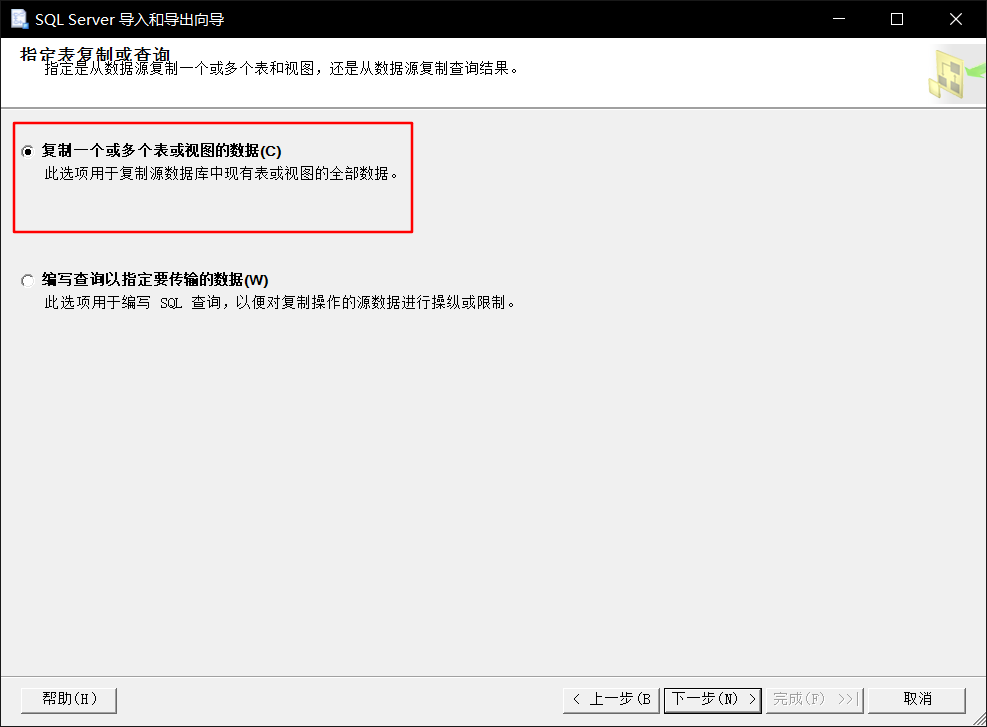 SQL Server 导入和导出向导
指定表复制或查询
指定是从数据源复制一个或多个表和视图，还是从数据源复制查询结果。
复制一个或多个表或视图的数据(C)
此选项用于复制源数据库中现有表或视图的全部数据。
编写查询以指定要传输的数据(W)
此选项用于编写 SQL 查询，以便对复制操作的源数据进行操纵或限制。
帮助(H)
< 上一步(B
下一步(N) >
完成(F) >>|
取消